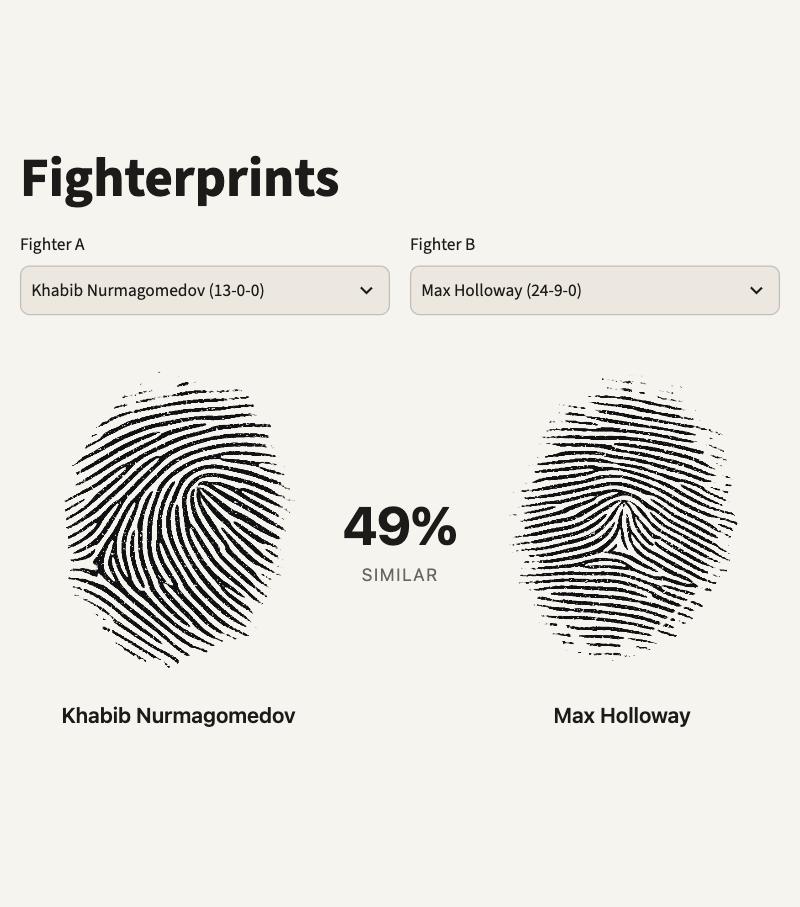 Fighterprints
Fighter A
Fighter B
Khabib Nurmagomedov (13-0-0)
Max Holloway (24-9-0)
49%
SIMILAR
Khabib Nurmagomedov
Max Holloway